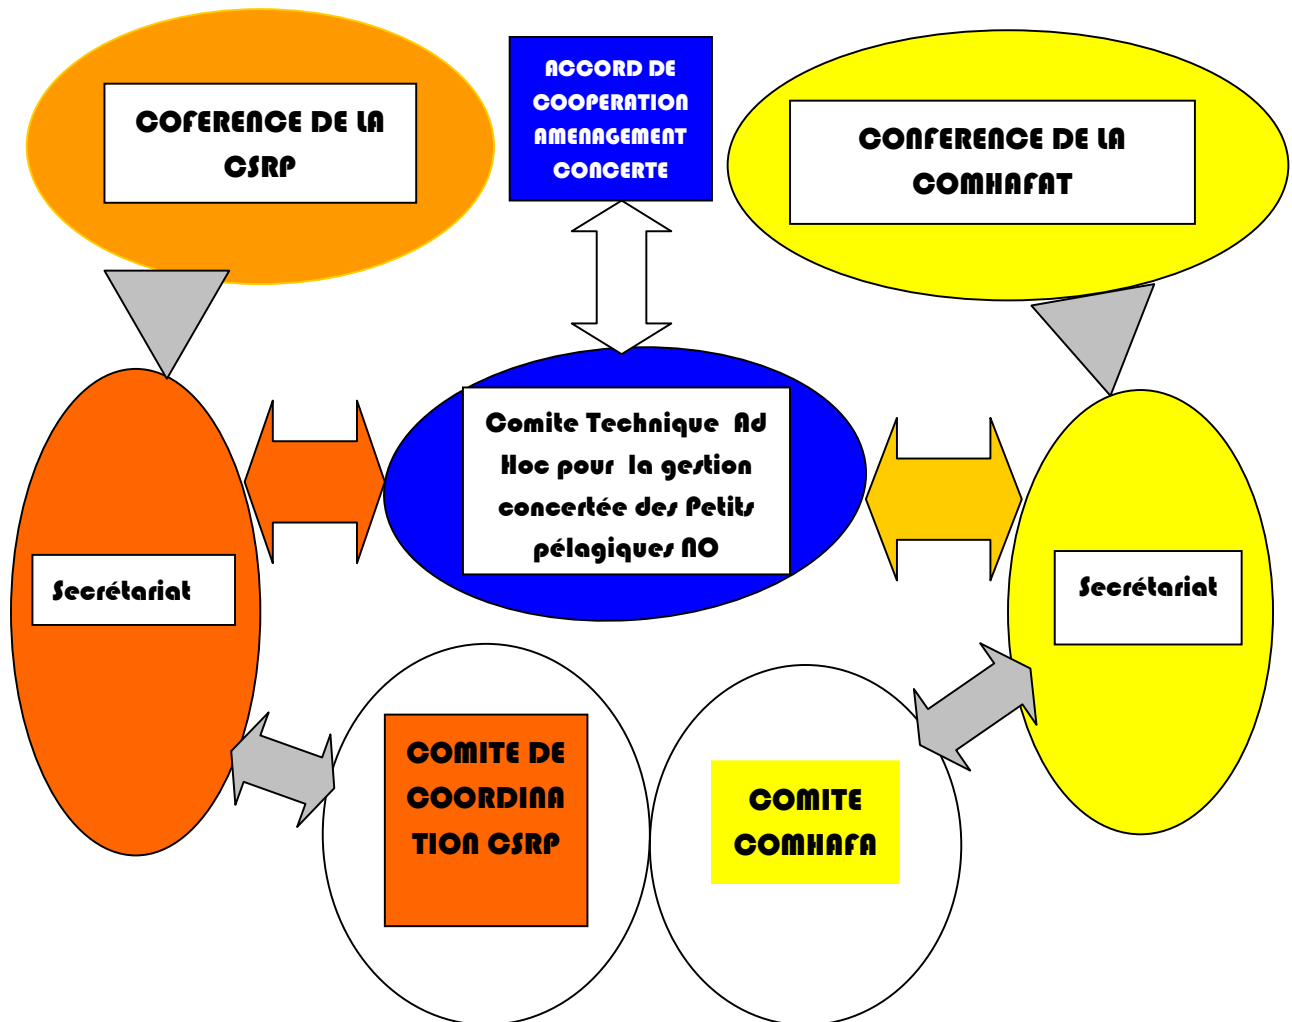 COFERENCE DE LA
CSRP
ACCORD DE
COOPERATION
AMENAGEMENT
CONCERTE
CONFERENCE DE LA
COMHAFAT
Comite Technique Ad
Hoc pour la gestion
concertée des Petits
pélagiques NO
Secrétariat
Secrétariat
COMITE DE
COORDINA
TION CSRP
COMITE
COMHAFA